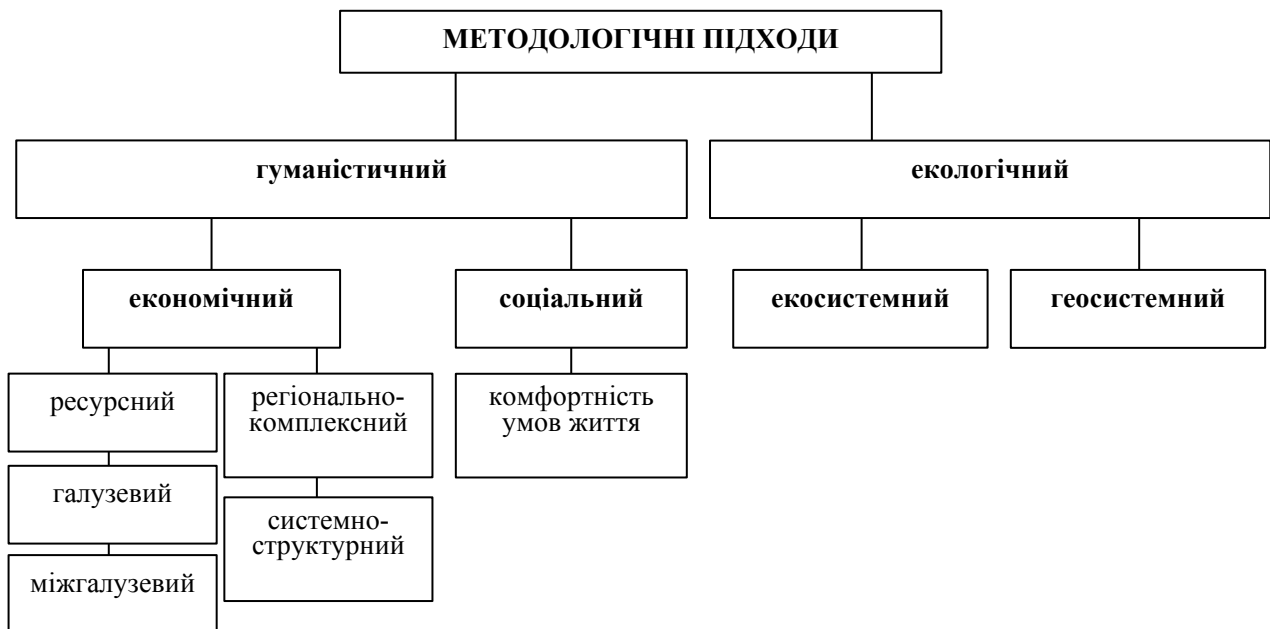 МЕТОДОЛОГІЧНІ ПІДХОДИ
гуманістичний
екологічний
економічний
соціальний
екосистемний
геосистемний
ресурсний
регіонально-
комплексний
комфортність
умов життя
галузевий
системно-
структурний
міжгалузевий